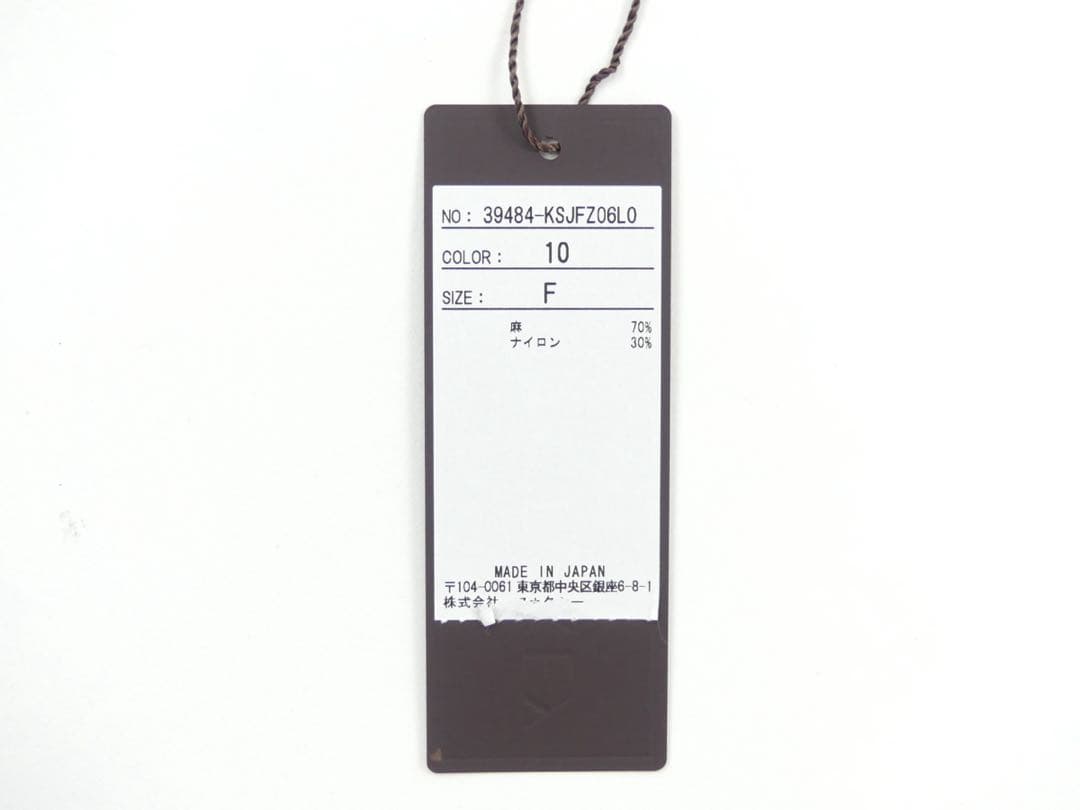 NO: 39484-KSJFZ06L0
COLOR: 10
SIZE: F
麻 70%
ナイロン 30%
MADE IN JAPAN
〒104-0061 東京都中央区銀座6-8-1
株式会社